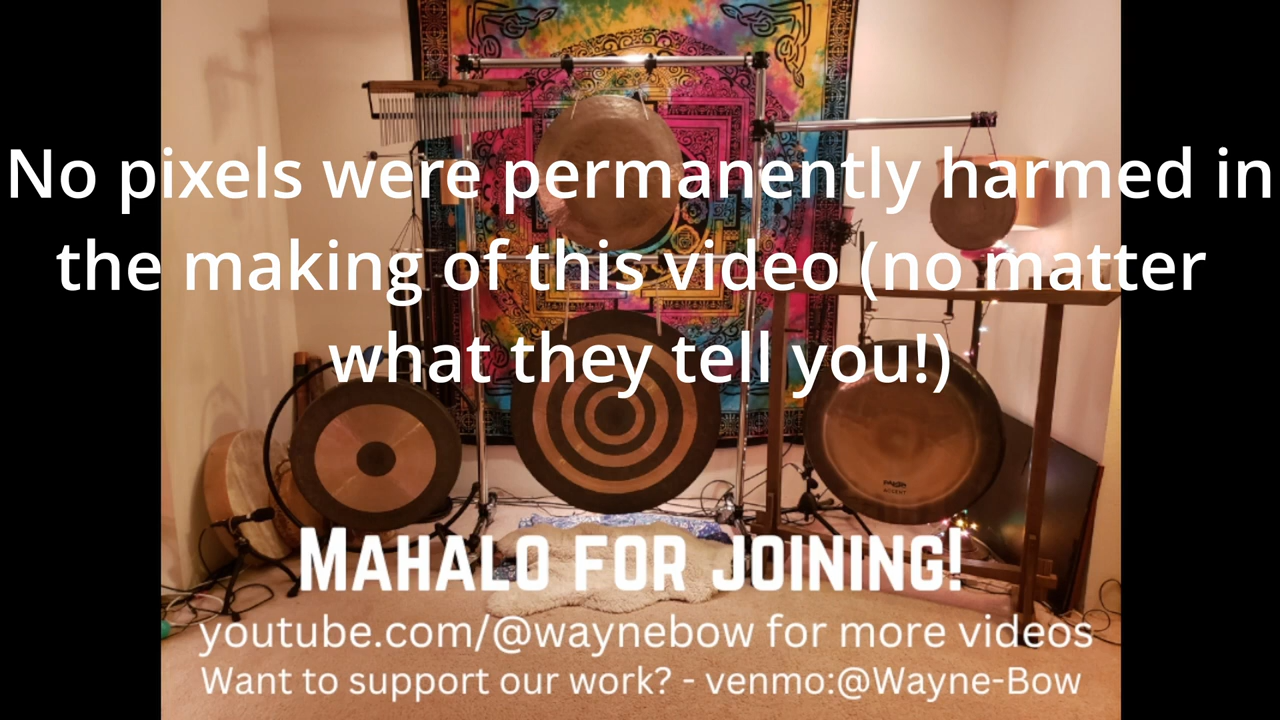 No pixels were permanently harmed in
the making of this video (no matter
what they tell you!)
MAHALO FOR JOINING!
youtube.com/@waynebow for more videos
Want to support our work? - venmo:@Wayne-Bow